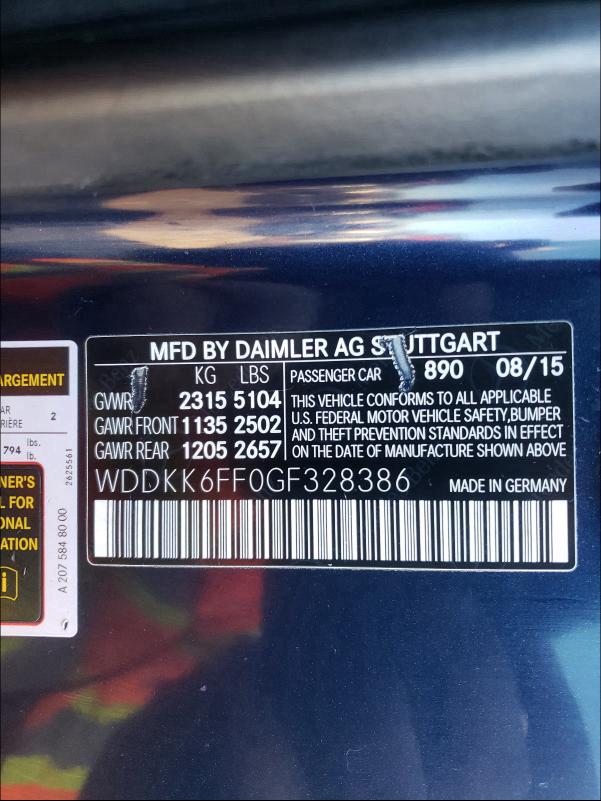 MFD BY DAIMLER AG STUTTGART
KG LBS
GWR 2315 5104
GAWR FRONT 1135 2502
GAWR REAR 1205 2657
PASSENGER CAR 890 08/15
THIS VEHICLE CONFORMS TO ALL APPLICABLE
U.S. FEDERAL MOTOR VEHICLE SAFETY,BUMPER
AND THEFT PREVENTION STANDARDS IN EFFECT
ON THE DATE OF MANUFACTURE SHOWN ABOVE
WDDKK6FF0GF328386 MADE IN GERMANY
ARGEMENT
AR
RIÈRE 2
794 lbs.
lb.
NER'S
L FOR
ONAL
ATION
i
2625561
A 207 584 80 00